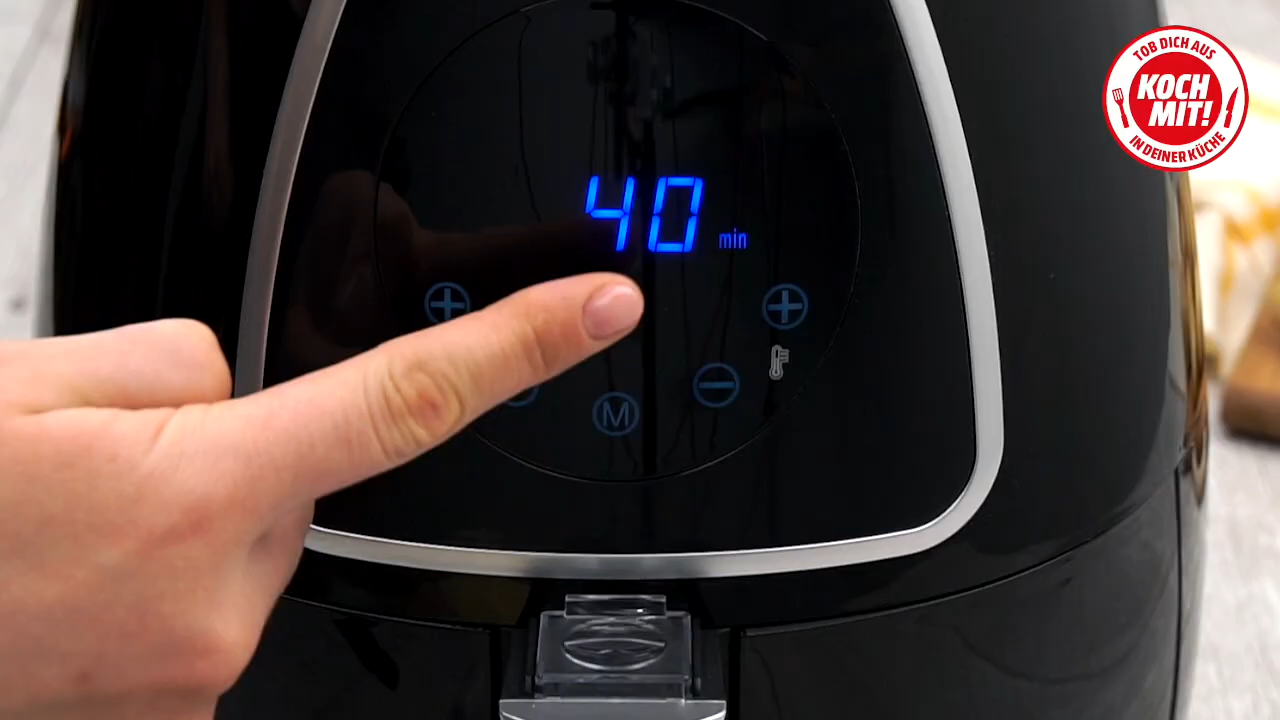 TOB DICH AUS
KOCH
MIT!
IN DEINER KÜCHE
40 min
M